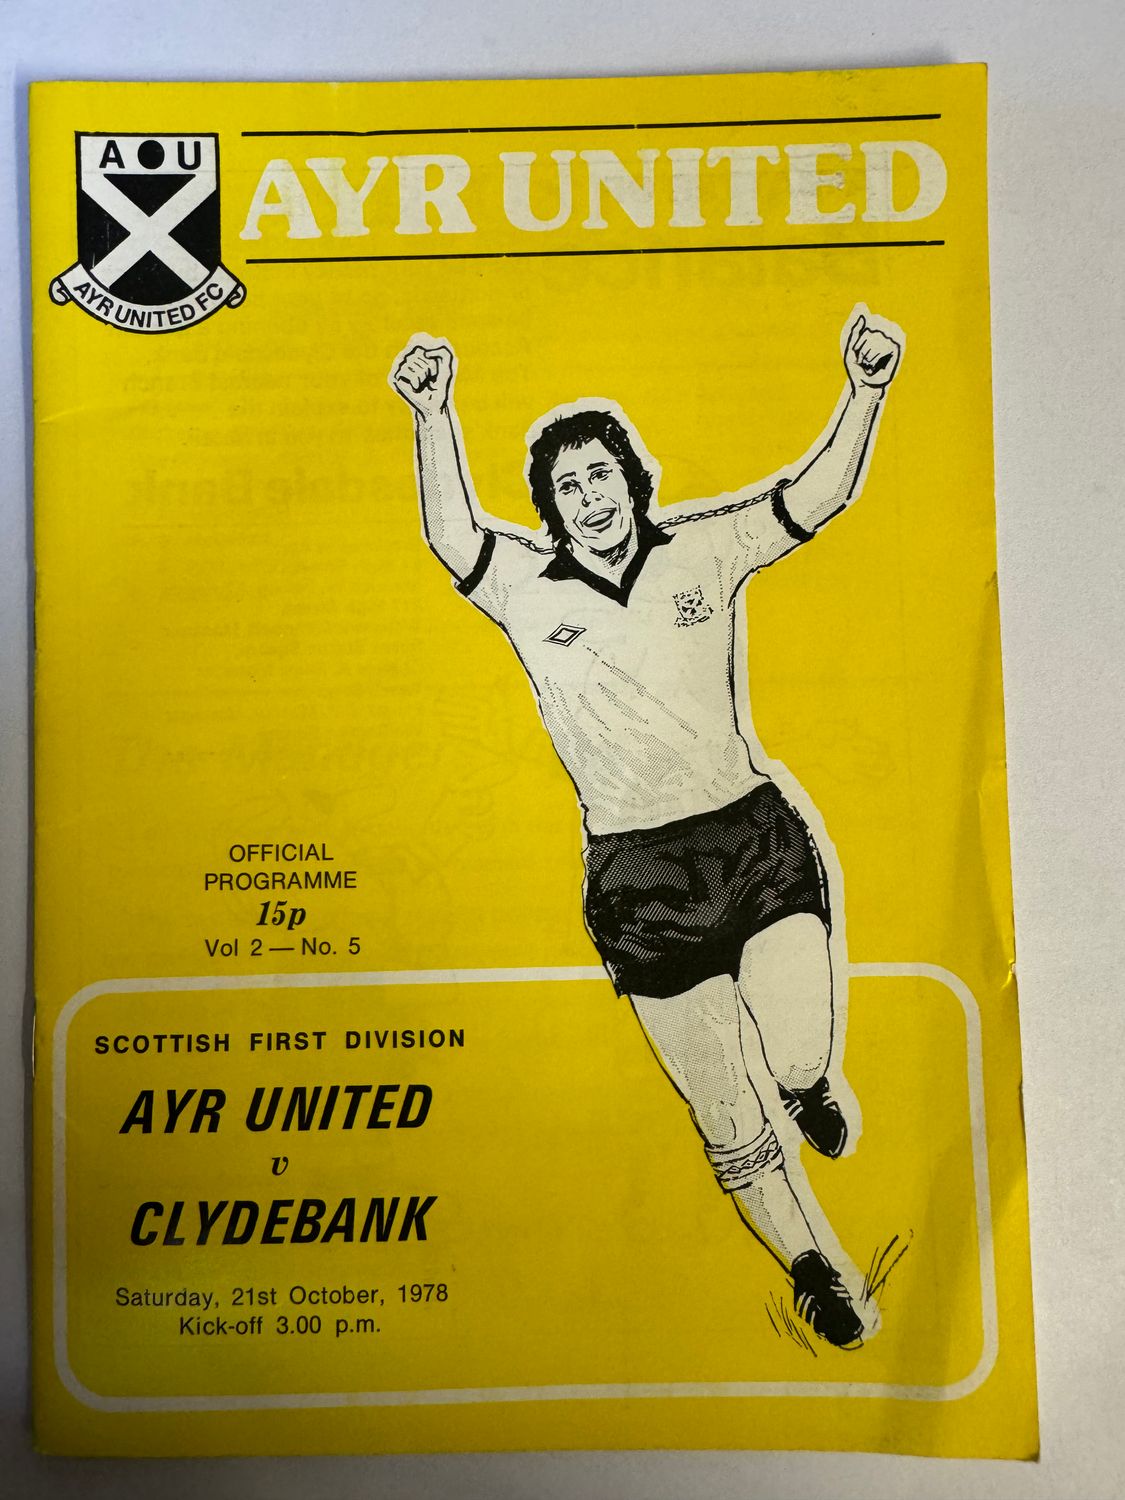 A U
AYR UNITED FC
AYR UNITED
OFFICIAL
PROGRAMME
15p
Vol 2 — No. 5
SCOTTISH FIRST DIVISION
AYR UNITED
v
CLYDEBANK
Saturday, 21st October, 1978
Kick-off 3.00 p.m.